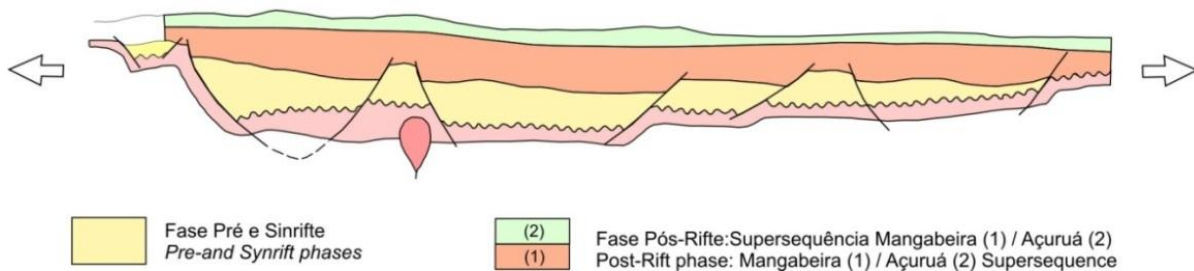 Fase Pré e Sinrifte
Pre-and Synrift phases
(2)
(1)
Fase Pós-Rifte:Supersequência Mangabeira (1) / Açuruá (2)
Post-Rift phase: Mangabeira (1) / Açuruá (2) Supersequence